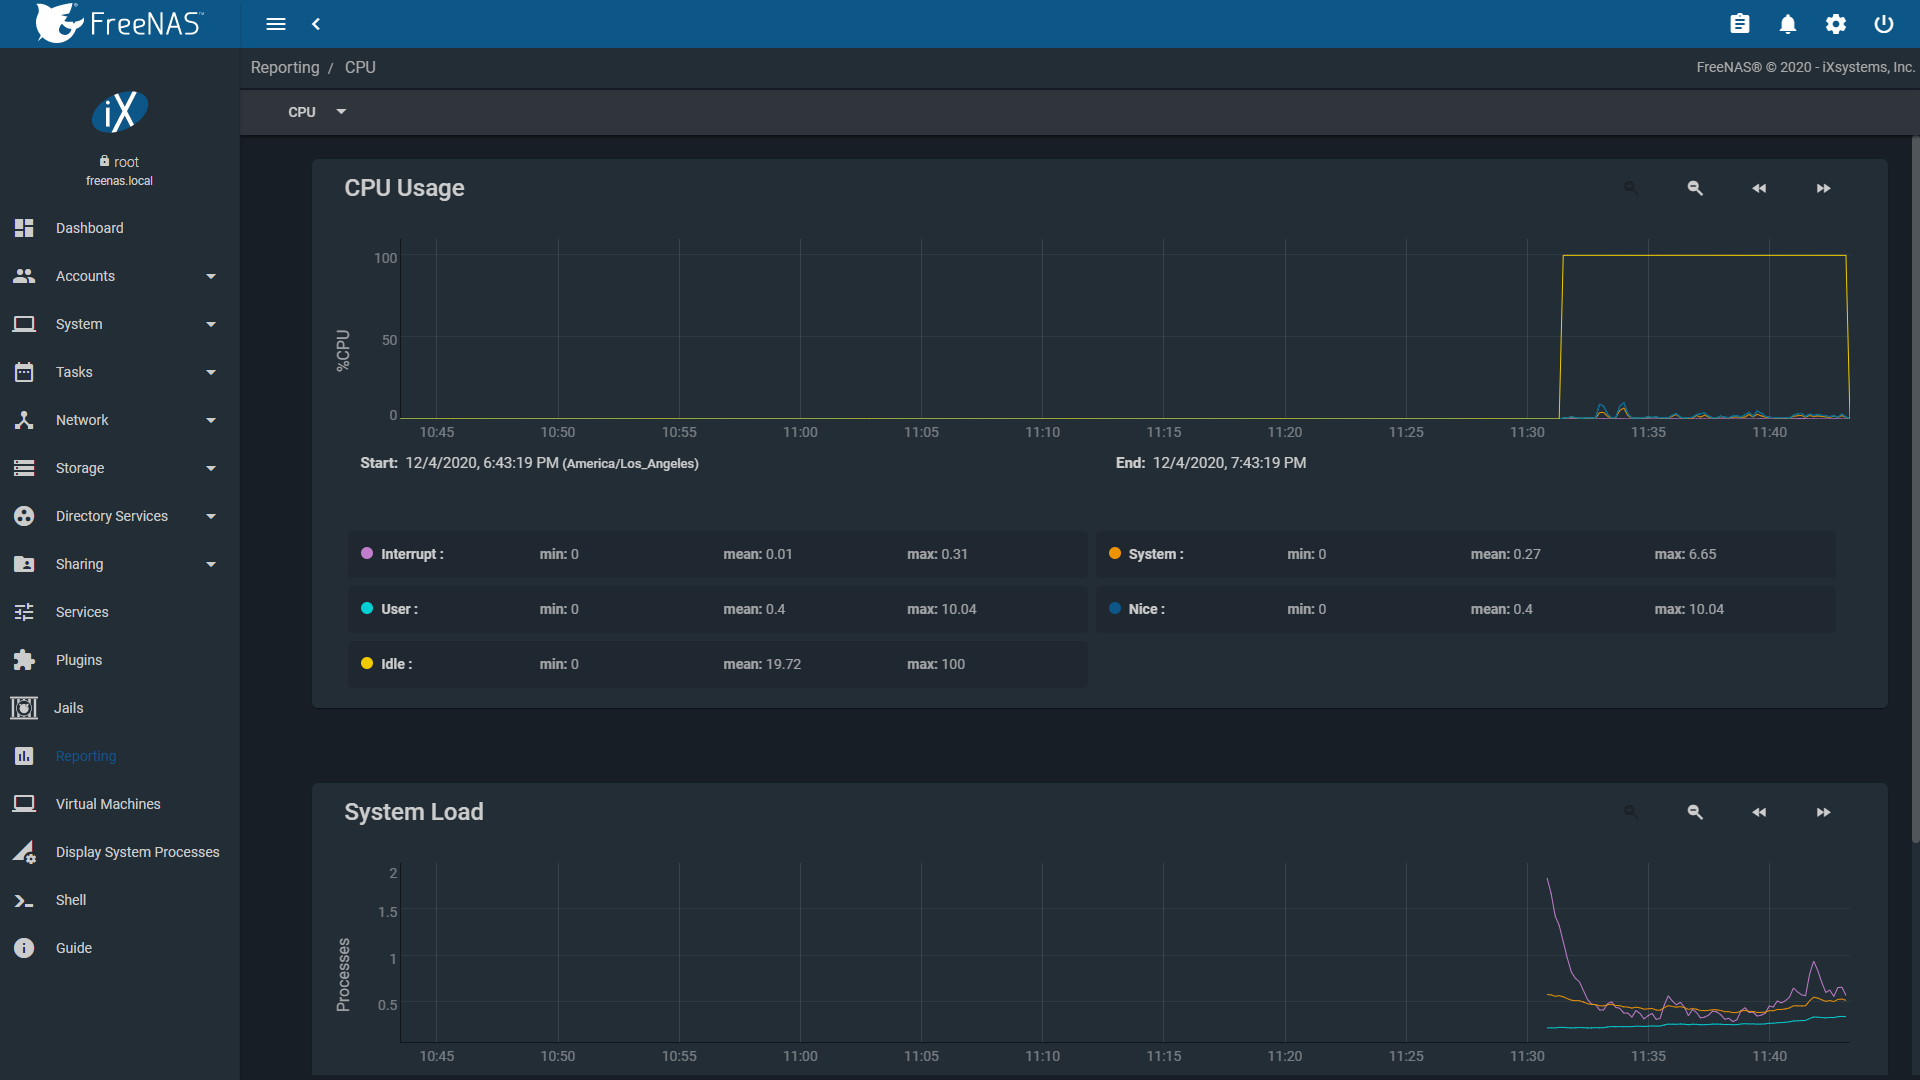 FreeNAS™
Reporting / CPU
FreeNAS® © 2020 - iXsystems, Inc.
CPU
iX
root
freenas.local
Dashboard
Accounts
System
Tasks
Network
Storage
Directory Services
Sharing
Services
Plugins
Jails
Reporting
Virtual Machines
Display System Processes
Shell
Guide
CPU Usage
%CPU
100
50
0
10:45 10:50 10:55 11:00 11:05 11:10 11:15 11:20 11:25 11:30 11:35 11:40
Start: 12/4/2020, 6:43:19 PM (America/Los_Angeles) End: 12/4/2020, 7:43:19 PM
Interrupt : min: 0 mean: 0.01 max: 0.31
System : min: 0 mean: 0.27 max: 6.65
User : min: 0 mean: 0.4 max: 10.04
Nice : min: 0 mean: 0.4 max: 10.04
Idle : min: 0 mean: 19.72 max: 100
System Load
Processes
2
1.5
1
0.5
10:45 10:50 10:55 11:00 11:05 11:10 11:15 11:20 11:25 11:30 11:35 11:40